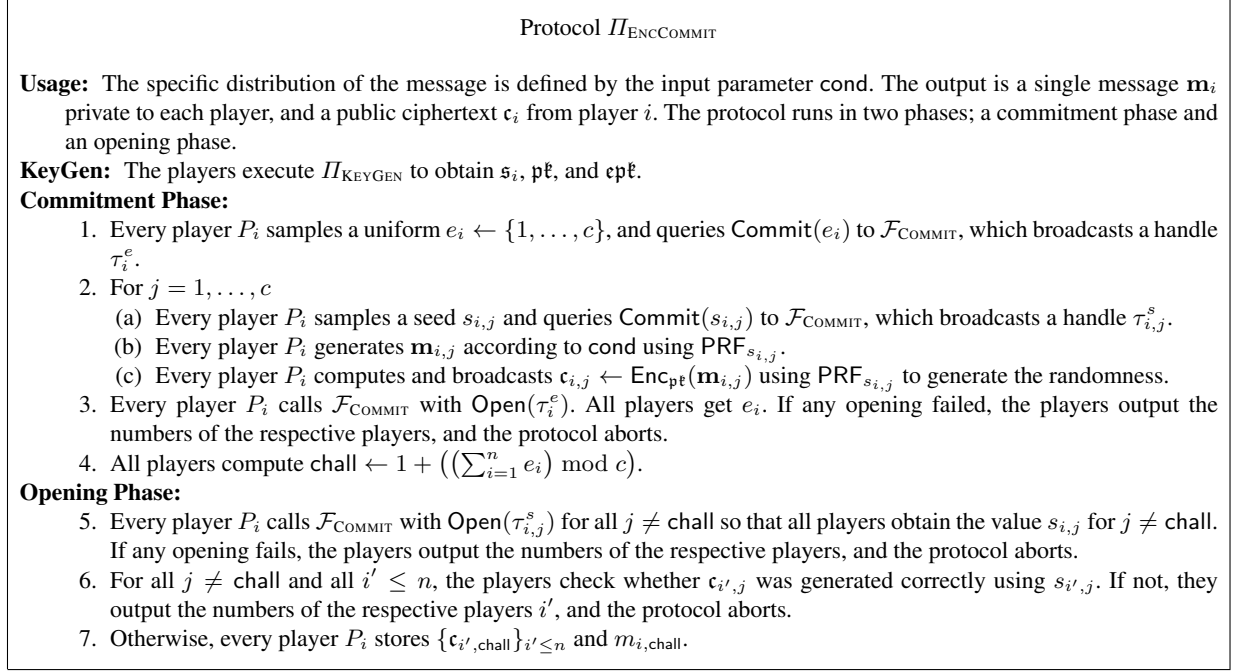 Protocol Π_ENCCOMMIT
Usage: The specific distribution of the message is defined by the input parameter cond. The output is a single message 𝐦_i
private to each player, and a public ciphertext 𝔠_i from player i. The protocol runs in two phases; a commitment phase and
an opening phase.
KeyGen: The players execute Π_KEYGEN to obtain 𝔰_i, 𝔭𝔨, and 𝔢𝔭𝔨.
Commitment Phase:
1. Every player P_i samples a uniform e_i ← {1, . . . , c}, and queries Commit(e_i) to ℱ_COMMIT, which broadcasts a handle
τ_i^e.
2. For j = 1, . . . , c
(a) Every player P_i samples a seed s_{i,j} and queries Commit(s_{i,j}) to ℱ_COMMIT, which broadcasts a handle τ_{i,j}^s.
(b) Every player P_i generates 𝐦_{i,j} according to cond using PRF_{s_{i,j}}.
(c) Every player P_i computes and broadcasts 𝔠_{i,j} ← Enc_𝔭𝔨(𝐦_{i,j}) using PRF_{s_{i,j}} to generate the randomness.
3. Every player P_i calls ℱ_COMMIT with Open(τ_i^e). All players get e_i. If any opening failed, the players output the
numbers of the respective players, and the protocol aborts.
4. All players compute chall ← 1 + ((∑_{i=1}^n e_i) mod c).
Opening Phase:
5. Every player P_i calls ℱ_COMMIT with Open(τ_{i,j}^s) for all j ≠ chall so that all players obtain the value s_{i,j} for j ≠ chall.
If any opening fails, the players output the numbers of the respective players, and the protocol aborts.
6. For all j ≠ chall and all i′ ≤ n, the players check whether 𝔠_{i′,j} was generated correctly using s_{i′,j}. If not, they
output the numbers of the respective players i′, and the protocol aborts.
7. Otherwise, every player P_i stores {𝔠_{i′,chall}}_{i′≤n} and m_{i,chall}.